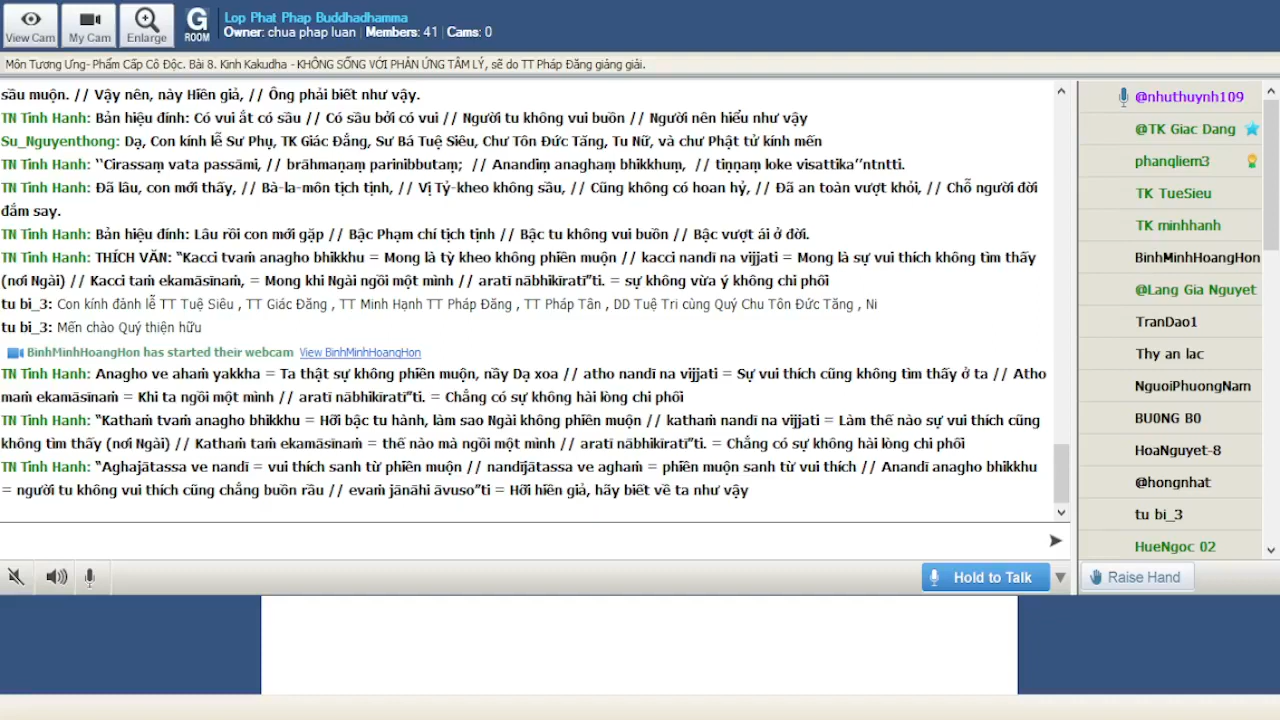 View Cam
My Cam
Enlarge
G
ROOM
Lop Phat Phap Buddhadhamma
Owner: chua phap luan | Members: 41 | Cams: 0
Môn Tương Ưng- Phẩm Cấp Cô Độc. Bài 8. Kinh Kakudha - KHÔNG SỐNG VỚI PHẢN ỨNG TÂM LÝ, sẽ do TT Pháp Đăng giảng giải.
sầu muộn. // Vậy nên, này Hiền giả, // Ông phải biết như vậy.
TN Tinh Hanh: Bản hiệu đính: Có vui ắt có sầu // Có sầu bởi có vui // Người tu không vui buồn // Người nên hiểu như vậy
Su_Nguyenthong: Dạ, Con kính lễ Sư Phụ, TK Giác Đẳng, Sư Bá Tuệ Siêu, Chư Tôn Đức Tăng, Tu Nữ, và chư Phật tử kính mến
TN Tinh Hanh: ‘‘Cirassaṃ vata passāmi, // brāhmaṇaṃ parinibbutaṃ; // Anandiṃ anaghaṃ bhikkhuṃ, // tiṇṇaṃ loke visattika’’ntntti.
TN Tinh Hanh: Đã lâu, con mới thấy, // Bà-la-môn tịch tịnh, // Vị Tỷ-kheo không sầu, // Cũng không có hoan hỷ, // Đã an toàn vượt khỏi, // Chỗ người đời
đắm say.
TN Tinh Hanh: Bản hiệu đính: Lâu rồi con mới gặp // Bậc Phạm chí tịch tịnh // Bậc tu không vui buồn // Bậc vượt ái ở đời.
TN Tinh Hanh: THÍCH VĂN: “Kacci tvaṁ anagho bhikkhu = Mong là tỳ kheo không phiền muộn // kacci nandī na vijjati = Mong là sự vui thích không tìm thấy
(nơi Ngài) // Kacci taṁ ekamāsīnaṁ, = Mong khi Ngài ngồi một mình // aratī nābhikīratī”ti. = sự không vừa ý không chi phối
tu bi_3: Con kính đảnh lễ TT Tuệ Siêu , TT Giác Đẳng , TT Minh Hạnh TT Pháp Đăng , TT Pháp Tân , DD Tuệ Tri cùng Quý Chu Tôn Đức Tăng , Ni
tu bi_3: Mến chào Quý thiện hữu
BinhMinhHoangHon has started their webcam View BinhMinhHoangHon
TN Tinh Hanh: Anagho ve ahaṁ yakkha = Ta thật sự không phiền muộn, nầy Dạ xoa // atho nandī na vijjati = Sự vui thích cũng không tìm thấy ở ta // Atho
maṁ ekamāsīnaṁ = Khi ta ngồi một mình // aratī nābhikīratī”ti. = Chẳng có sự không hài lòng chi phối
TN Tinh Hanh: “Kathaṁ tvaṁ anagho bhikkhu = Hỡi bậc tu hành, làm sao Ngài không phiền muộn // kathaṁ nandī na vijjati = Làm thế nào sự vui thích cũng
không tìm thấy (nơi Ngài) // Kathaṁ taṁ ekamāsīnaṁ = thế nào mà ngồi một mình // aratī nābhikīratī”ti. = Chẳng có sự không hài lòng chi phối
TN Tinh Hanh: “Aghajātassa ve nandī = vui thích sanh từ phiền muộn // nandījātassa ve aghaṁ = phiền muộn sanh từ vui thích // Anandī anagho bhikkhu
= người tu không vui thích cũng chẳng buồn rầu // evaṁ jānāhi āvuso”ti = Hỡi hiền giả, hãy biết về ta như vậy
@nhuthuynh109
@TK Giac Dang
phanqliem3
TK TueSieu
TK minhhanh
BinhMinhHoangHon
@Lang Gia Nguyet
TranDao1
Thy an lac
NguoiPhuongNam
BU0NG B0
HoaNguyet-8
@hongnhat
tu bi_3
HueNgoc 02
Hold to Talk
Raise Hand